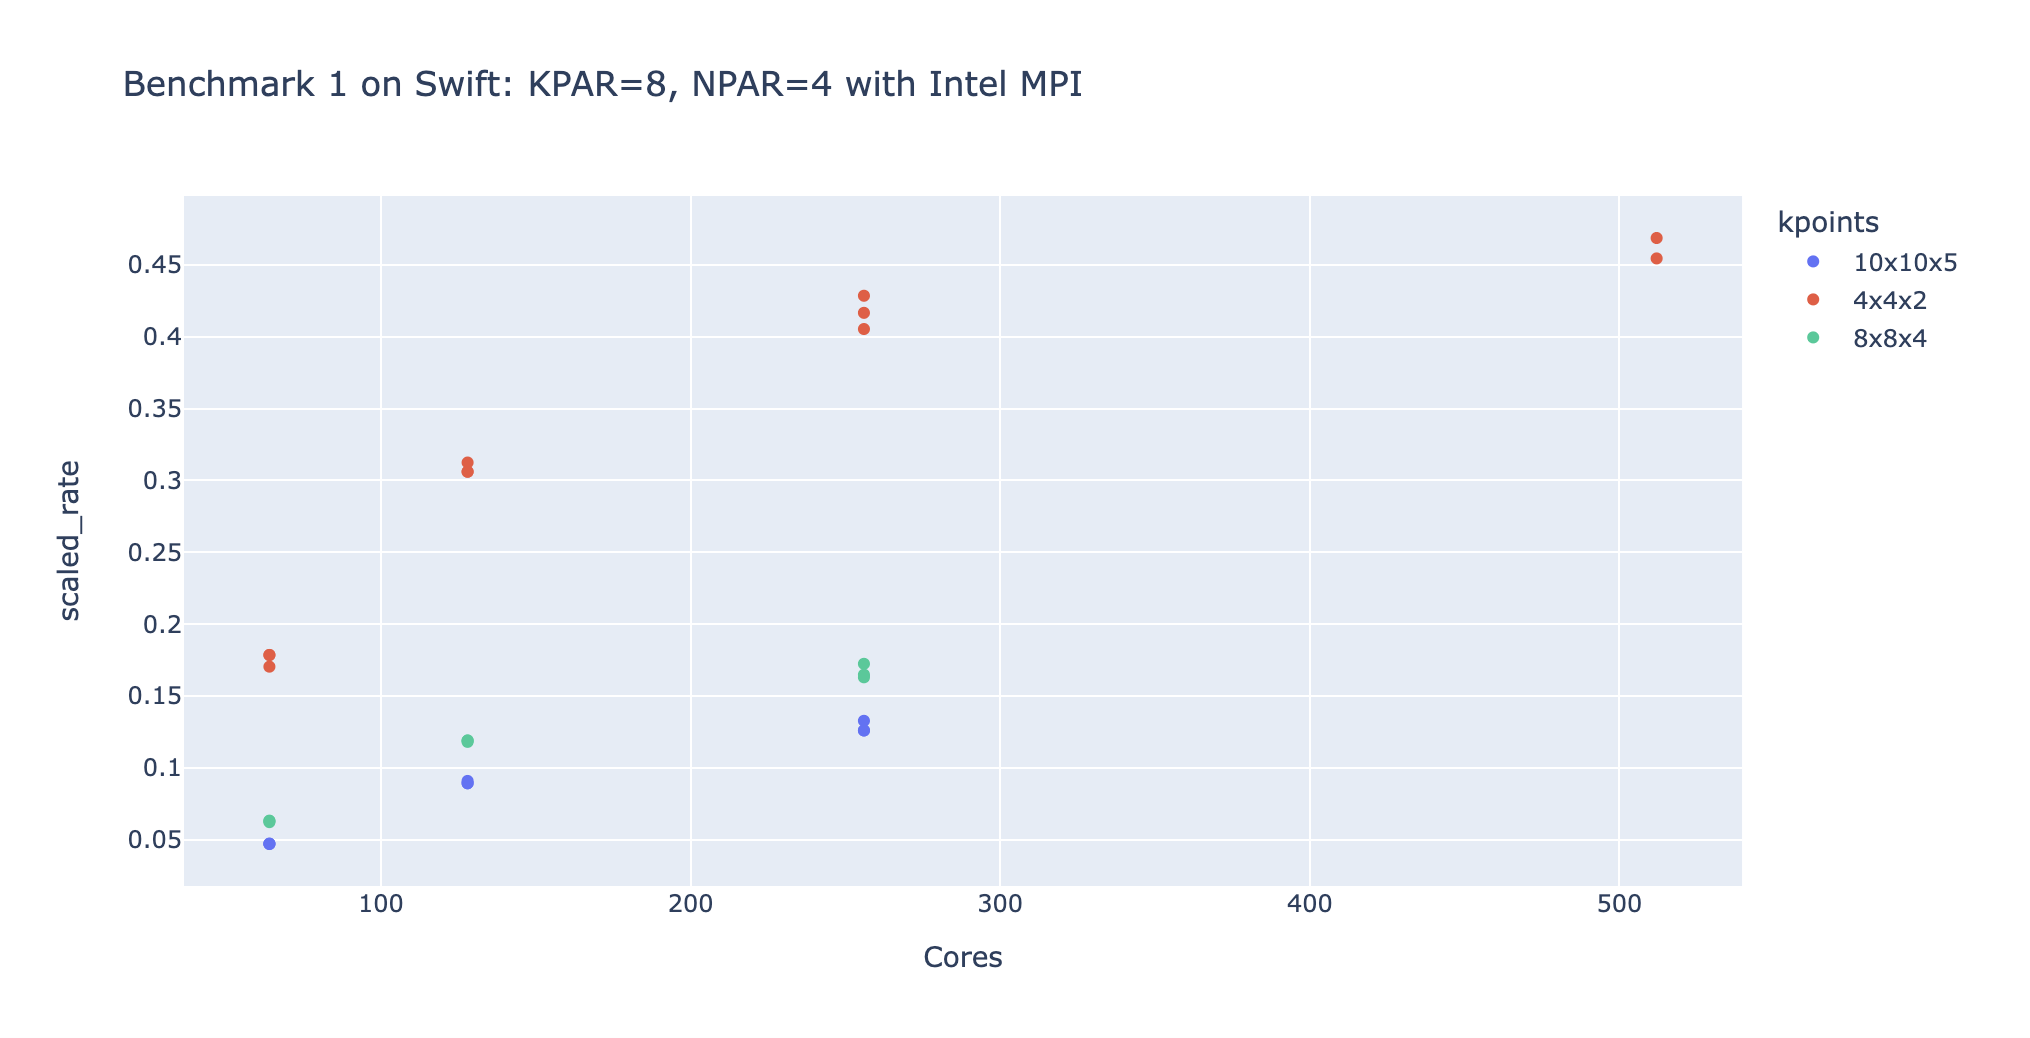 Benchmark 1 on Swift: KPAR=8, NPAR=4 with Intel MPI
kpoints
10x10x5
4x4x2
8x8x4
scaled_rate
0.45
0.4
0.35
0.3
0.25
0.2
0.15
0.1
0.05
100 200 300 400 500
Cores